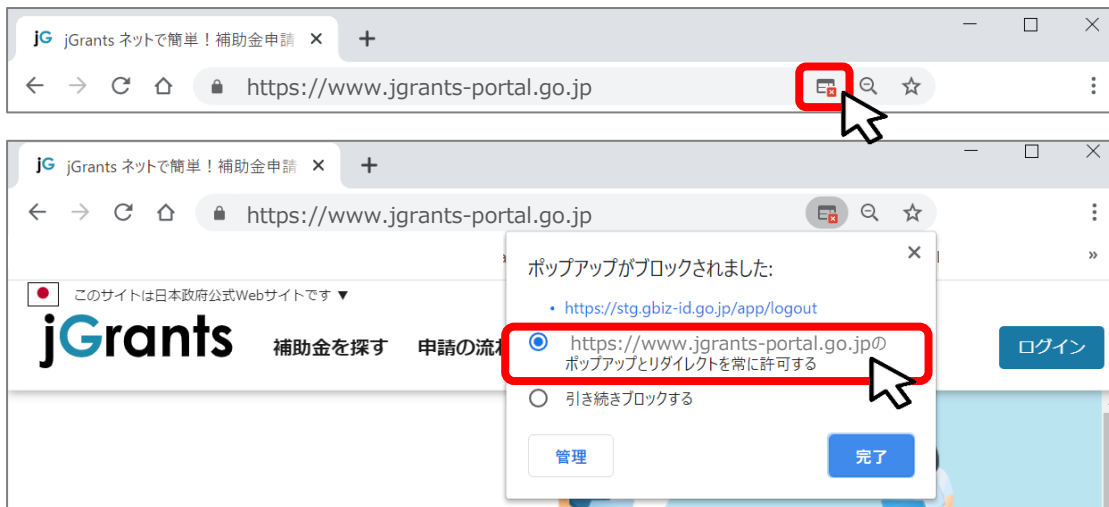 jG jGrants ネットで簡単！補助金申請
https://www.jgrants-portal.go.jp
jG jGrants ネットで簡単！補助金申請
https://www.jgrants-portal.go.jp
このサイトは日本政府公式Webサイトです ▼
jGrants 補助金を探す 申請の流れ ログイン
ポップアップがブロックされました:
• https://stg.gbiz-id.go.jp/app/logout
https://www.jgrants-portal.go.jpの
ポップアップとリダイレクトを常に許可する
引き続きブロックする
管理 完了